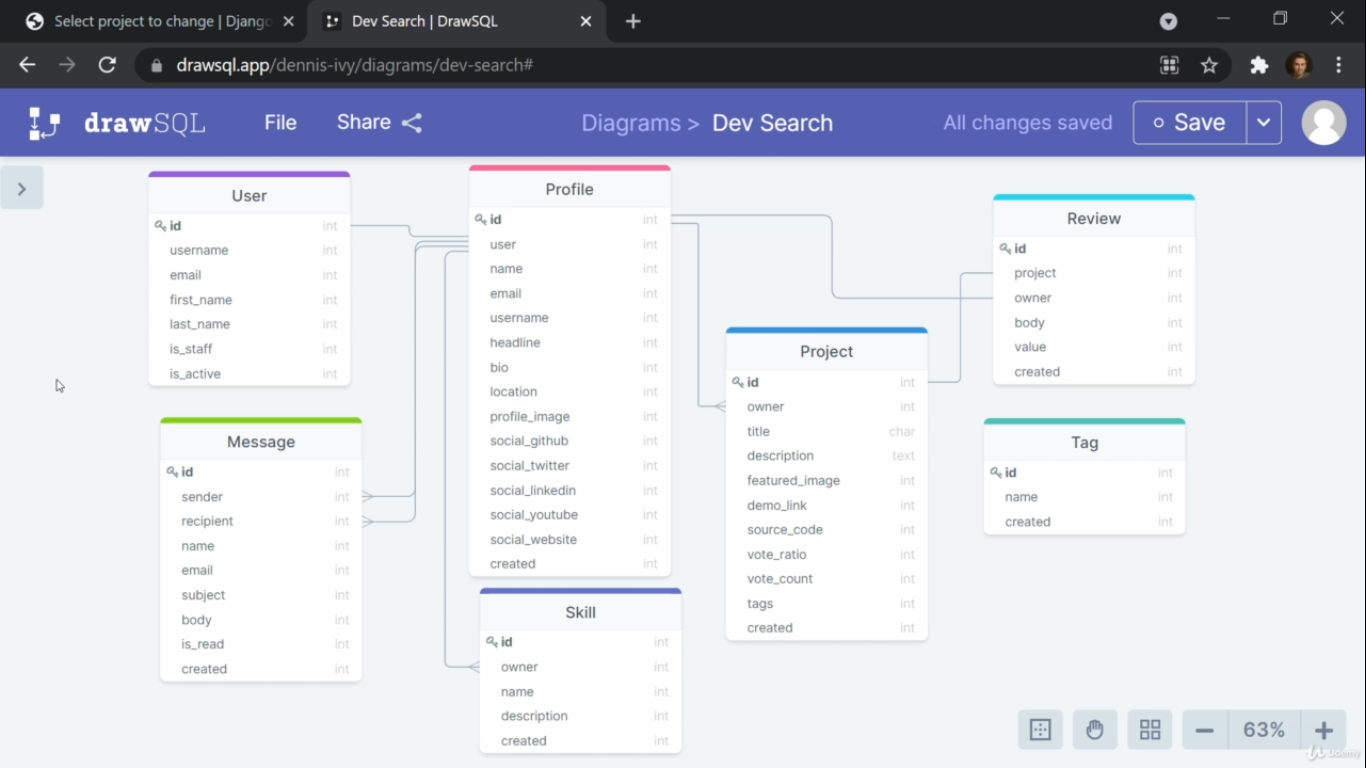 Select project to change | Django
Dev Search | DrawSQL
drawsql.app/dennis-ivy/diagrams/dev-search#
drawSQL
File
Share
Diagrams > Dev Search
All changes saved
Save
User
id int
username int
email int
first_name int
last_name int
is_staff int
is_active int
Message
id int
sender int
recipient int
name int
email int
subject int
body int
is_read int
created int
Profile
id int
user int
name int
email int
username int
headline int
bio int
location int
profile_image int
social_github int
social_twitter int
social_linkedin int
social_youtube int
social_website int
created int
Skill
id int
owner int
name int
description int
created int
Project
id int
owner int
title char
description text
featured_image int
demo_link int
source_code int
vote_ratio int
vote_count int
tags int
created int
Review
id int
project int
owner int
body int
value int
created int
Tag
id int
name int
created int
63%
Udemy